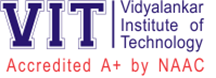 VIT
Vidyalankar
Institute of
Technology
Accredited A+ by NAAC